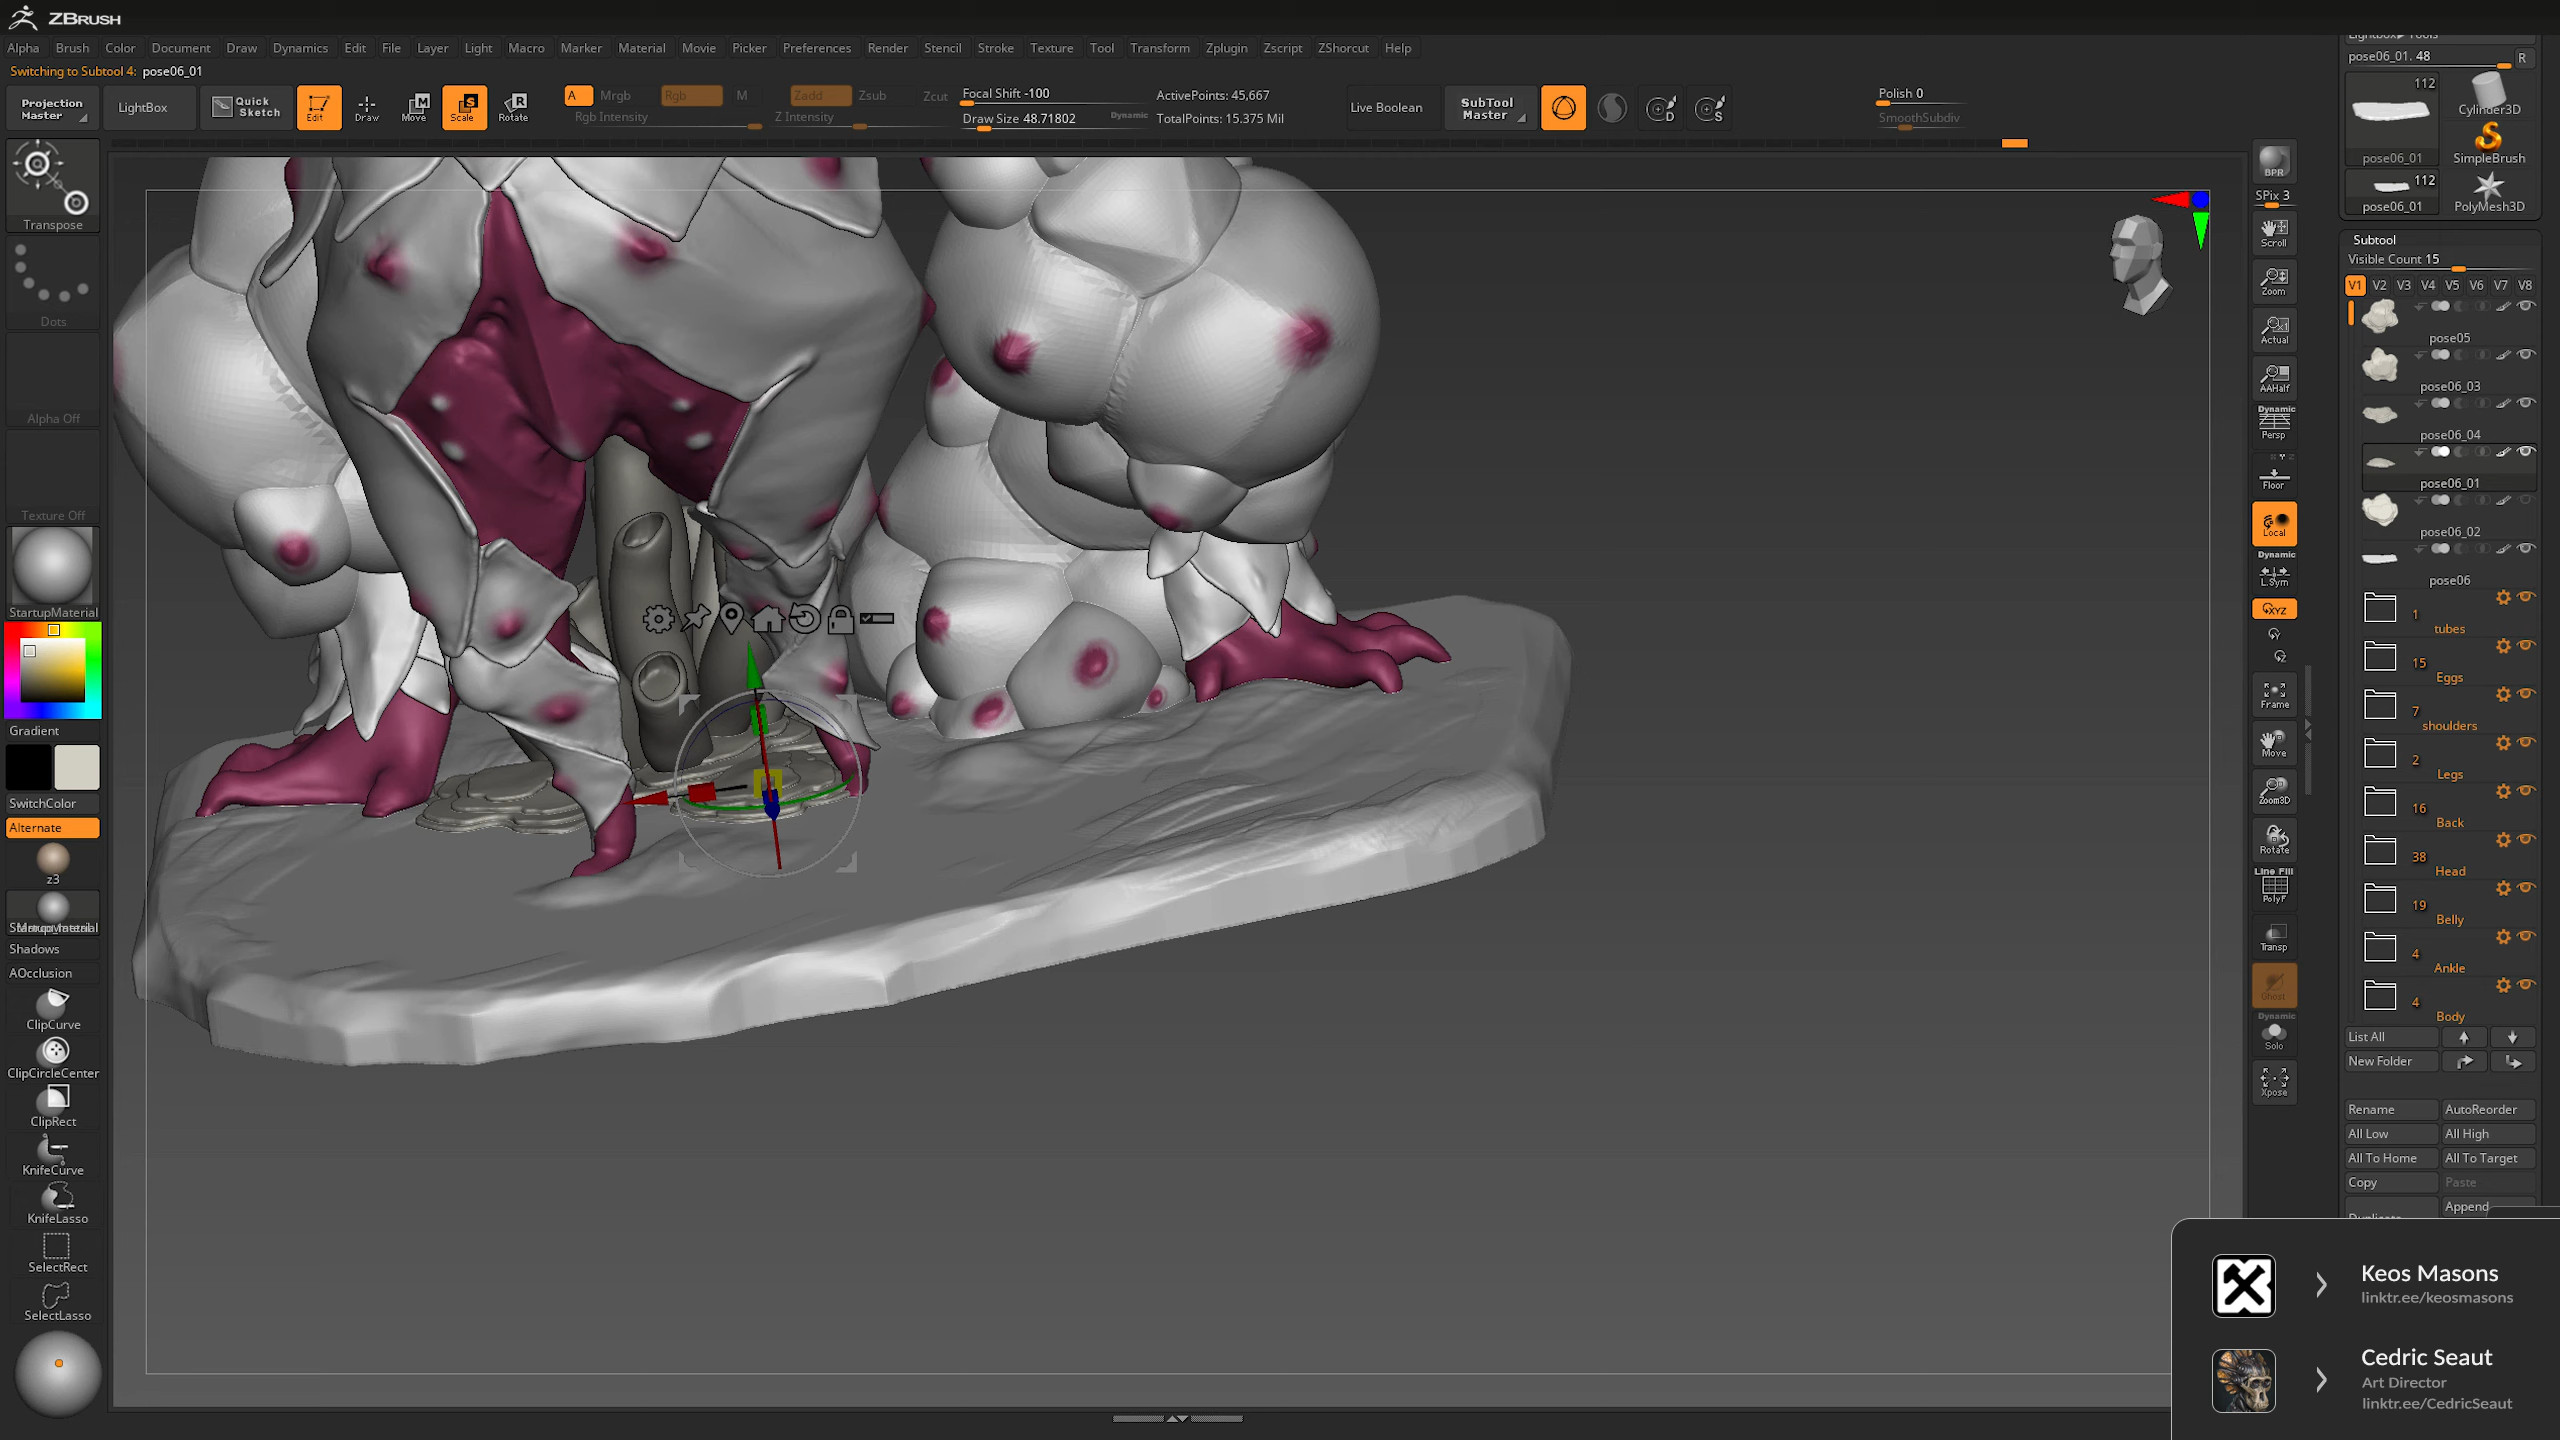 ZBRUSH
Alpha Brush Color Document Draw Dynamics Edit File Layer Light Macro Marker Material Movie Picker Preferences Render Stencil Stroke Texture Tool Transform Zplugin Zscript ZShorcut Help
Switching to Subtool 4: pose06_01
Projection Master
LightBox
Quick Sketch
Edit
Draw
Move
Scale
Rotate
A Mrgb Rgb M Zadd Zsub Zcut
Rgb Intensity Z Intensity
Focal Shift -100
Draw Size 48.71802
Dynamic
ActivePoints: 45,667
TotalPoints: 15.375 Mil
Live Boolean
SubTool Master
Polish 0
SmoothSubdiv
Transpose
Dots
Alpha Off
Texture Off
StartupMaterial
Gradient
SwitchColor
Alternate
z3
Shadows
AOcclusion
ClipCurve
ClipCircleCenter
ClipRect
KnifeCurve
KnifeLasso
SelectRect
SelectLasso
BPR
SPix 3
Scroll
Zoom
Actual
AAHalf
Dynamic
Persp
Floor
Local
Dynamic
L.Sym
XYZ
Frame
Move
Zoom3D
Rotate
Line Fill
PolyF
Transp
Ghost
Dynamic
Solo
Xpose
Lightbox▶ Tools
pose06_01. 48 R
112
pose06_01
Cylinder3D
SimpleBrush
112
pose06_01
PolyMesh3D
Subtool
Visible Count 15
V1 V2 V3 V4 V5 V6 V7 V8
pose05
pose06_03
pose06_04
pose06_01
pose06_02
pose06
1 tubes
15 Eggs
7 shoulders
2 Legs
16 Back
38 Head
19 Belly
4 Ankle
4 Body
List All
New Folder
Rename AutoReorder
All Low All High
All To Home All To Target
Copy Paste
Duplicate Append
Keos Masons
linktr.ee/keosmasons
Cedric Seaut
Art Director
linktr.ee/CedricSeaut